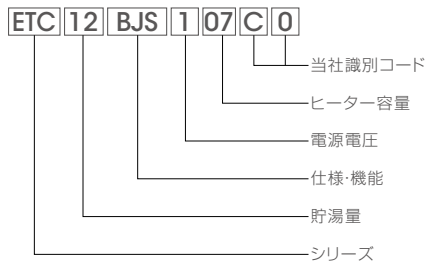 ETC 12 BJS 1 07 C 0
当社識別コード
ヒーター容量
電源電圧
仕様・機能
貯湯量
シリーズ